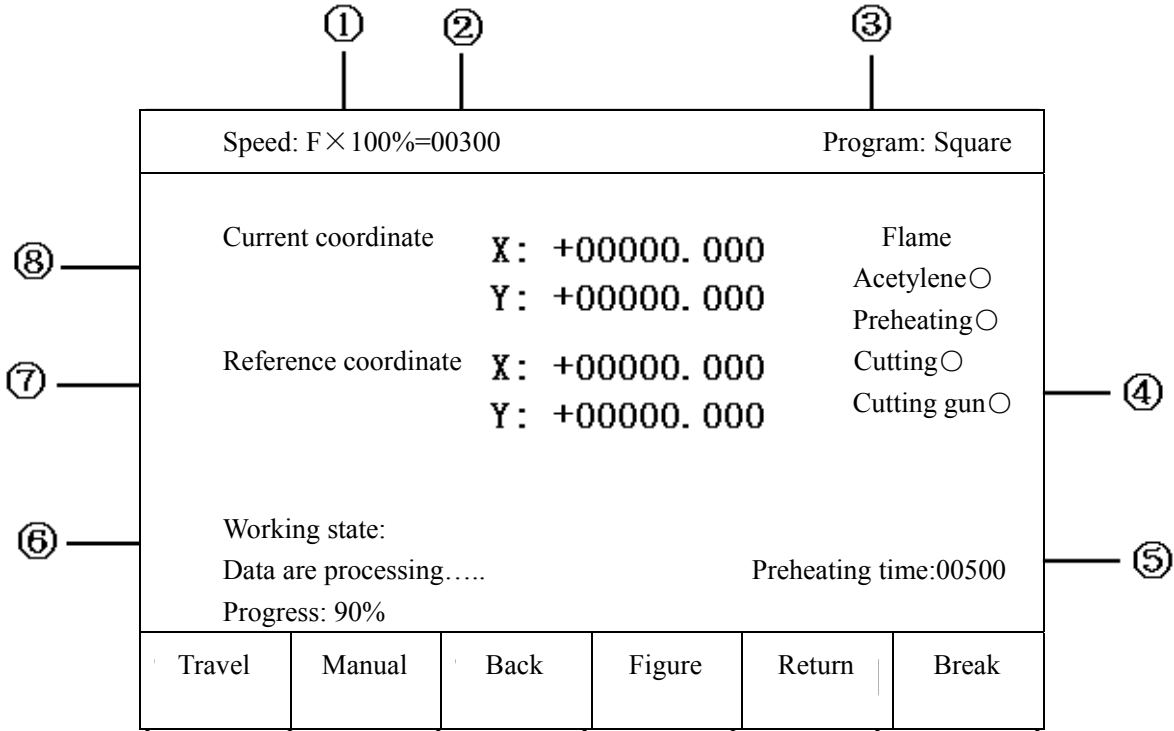 ① ② ③
Speed: F×100%=00300 Program: Square
Current coordinate X: +00000.000 Flame
⑧
Acetylene○
Y: +00000.000
Preheating○
Reference coordinate X: +00000.000 Cutting○
⑦
Y: +00000.000 Cutting gun○ ④
⑥ Working state:
Data are processing….. Preheating time:00500 ⑤
Progress: 90%
Travel Manual Back Figure Return Break